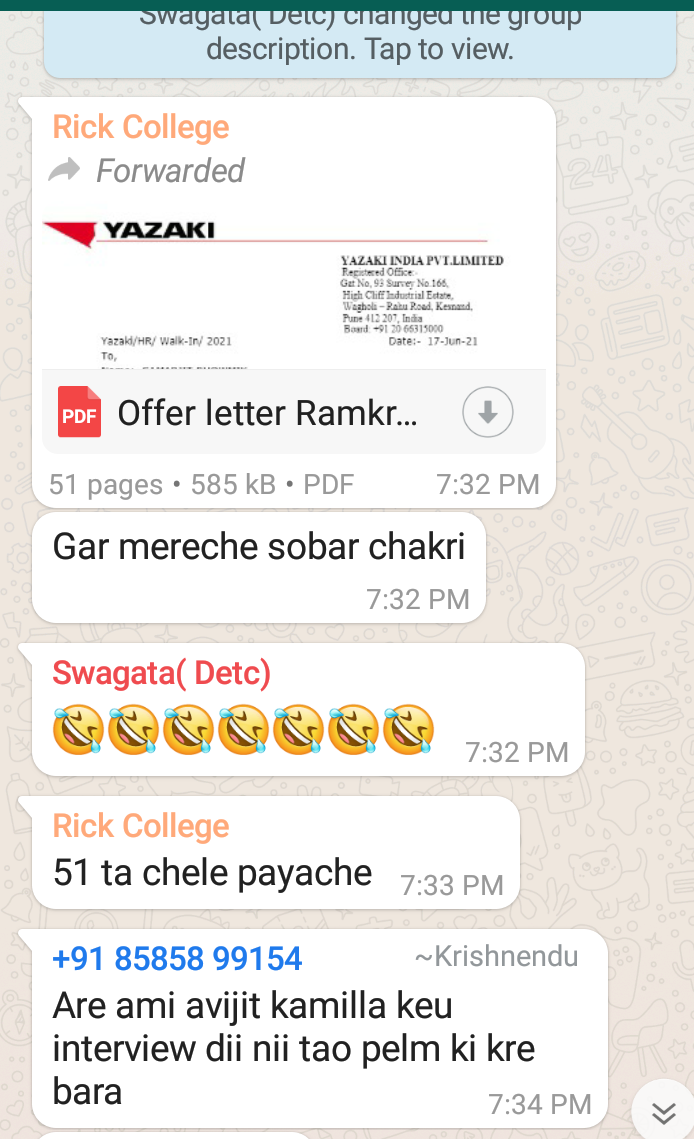 Swagata( Detc) changed the group
description. Tap to view.
Rick College
Forwarded
YAZAKI
YAZAKI INDIA PVT.LIMITED
Registered Office:-
Gat No, 93 Survey No.166,
High Cliff Industrial Estate,
Wagholi – Rahu Road, Kesnand,
Pune 412 207, India
Board: +91 20 66315000
Yazaki/HR/ Walk-In/ 2021
Date:- 17-Jun-21
To,
PDF
Offer letter Ramkr...
51 pages • 585 kB • PDF
7:32 PM
Gar mereche sobar chakri
7:32 PM
Swagata( Detc)
🤣🤣🤣🤣🤣🤣🤣
7:32 PM
Rick College
51 ta chele payache
7:33 PM
+91 85858 99154
~Krishnendu
Are ami avijit kamilla keu
interview dii nii tao pelm ki kre
bara
7:34 PM